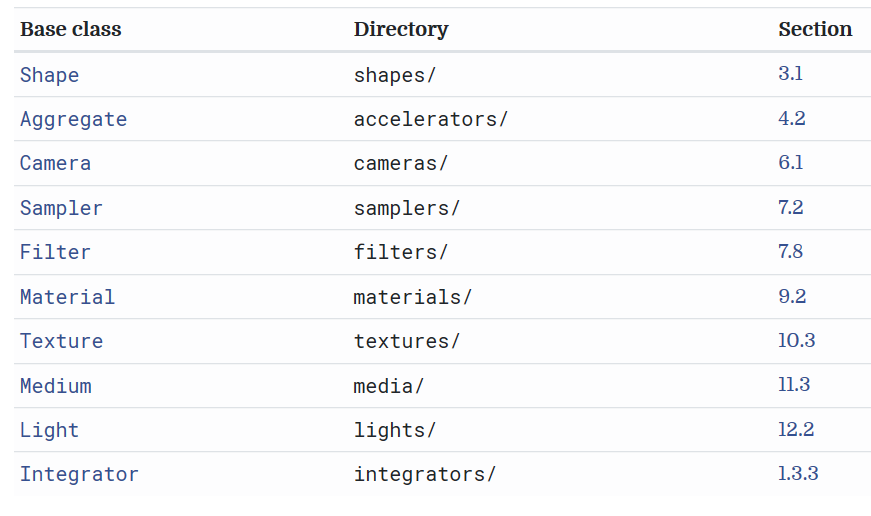 Base class Directory Section
Shape shapes/ 3.1
Aggregate accelerators/ 4.2
Camera cameras/ 6.1
Sampler samplers/ 7.2
Filter filters/ 7.8
Material materials/ 9.2
Texture textures/ 10.3
Medium media/ 11.3
Light lights/ 12.2
Integrator integrators/ 1.3.3